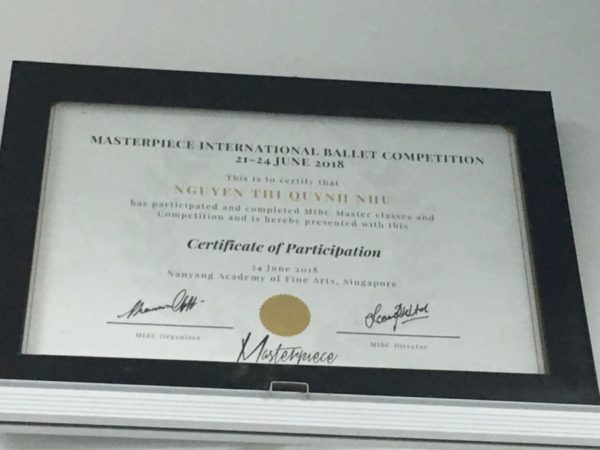 MASTERPIECE INTERNATIONAL BALLET COMPETITION
21-24 JUNE 2018
This is to certify that
NGUYEN THI QUYNH NHU
has participated and completed MIBC Master classes and
Competition and is hereby presented with this
Certificate of Participation
24 June 2018
Nanyang Academy of Fine Arts, Singapore
MIBC Organizer
MIBC Director
Masterpiece